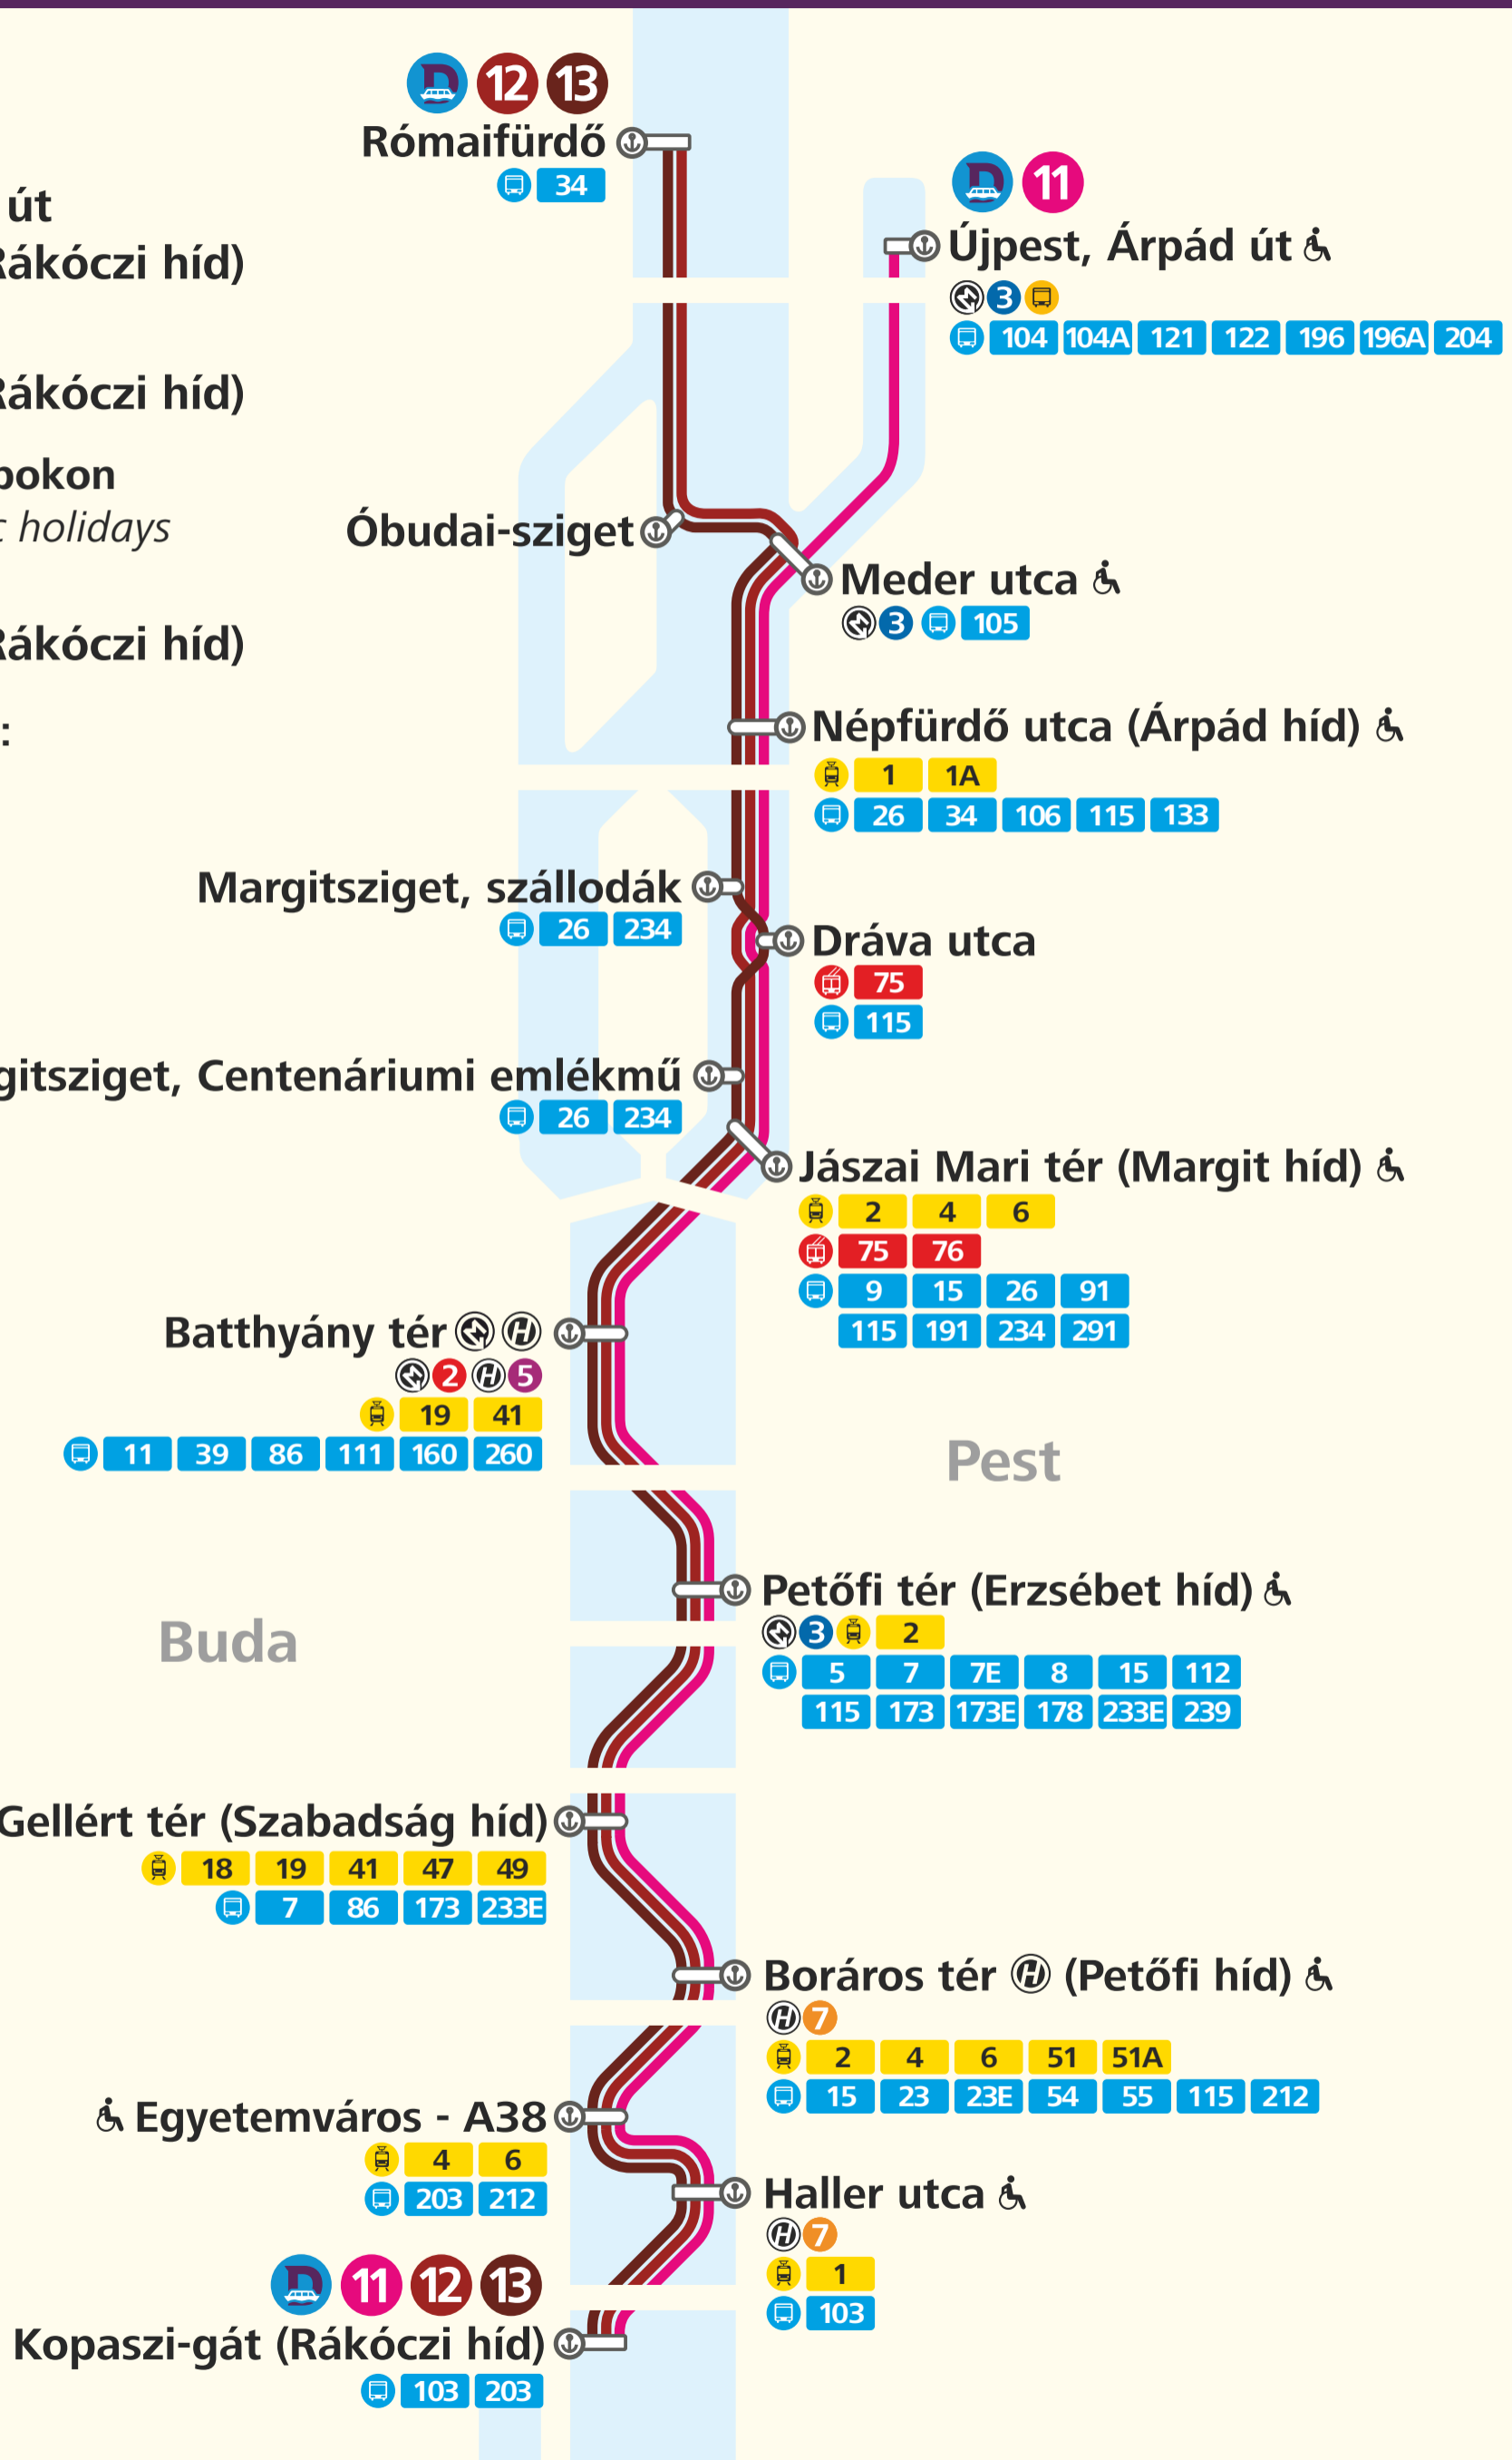 D 12 13
Rómaifürdő
34
út
Rákóczi híd)
Rákóczi híd)
holidays
Rákóczi híd)
:
D 11
Újpest, Árpád út
M 3
104 104A 121 122 196 196A 204
Óbudai-sziget
Meder utca
M 3 105
Népfürdő utca (Árpád híd)
1 1A
26 34 106 115 133
Margitsziget, szállodák
26 234
Dráva utca
75
115
gitsziget, Centenáriumi emlékmű
26 234
Jászai Mari tér (Margit híd)
2 4 6
75 76
9 15 26 91
115 191 234 291
Batthyány tér M H
M 2 H 5
19 41
11 39 86 111 160 260
Pest
Petőfi tér (Erzsébet híd)
M 3 2
5 7 7E 8 15 112
115 173 173E 178 233E 239
Buda
Gellért tér (Szabadság híd)
18 19 41 47 49
7 86 173 233E
Boráros tér H (Petőfi híd)
H 7
2 4 6 51 51A
15 23 23E 54 55 115 212
Egyetemváros - A38
4 6
203 212
Haller utca
H 7
1
103
D 11 12 13
Kopaszi-gát (Rákóczi híd)
103 203